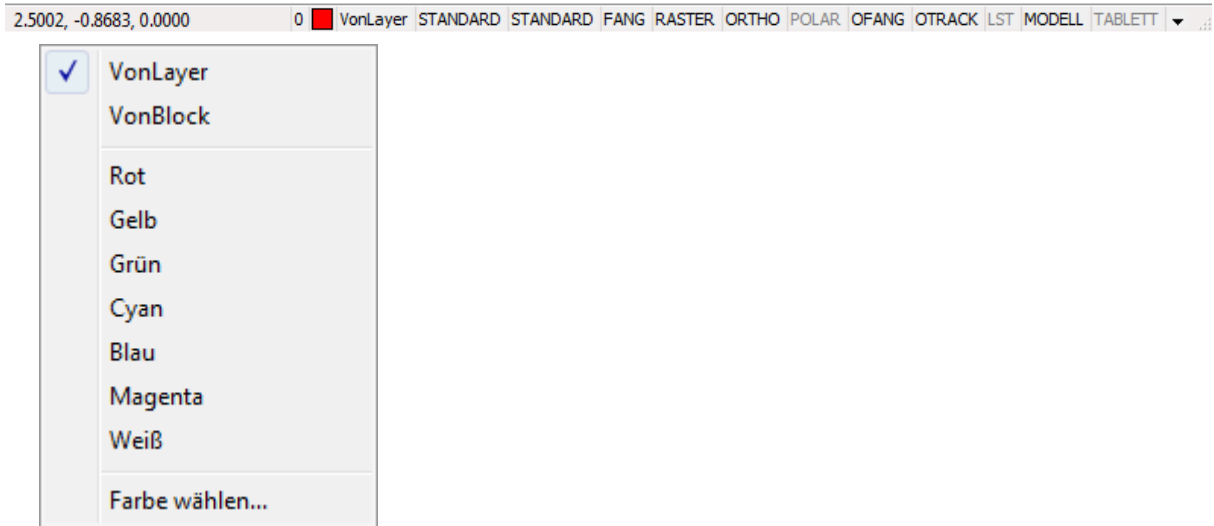 2.5002, -0.8683, 0.0000 0 VonLayer STANDARD STANDARD FANG RASTER ORTHO POLAR OFANG OTRACK LST MODELL TABLETT
VonLayer
VonBlock
Rot
Gelb
Grün
Cyan
Blau
Magenta
Weiß
Farbe wählen...